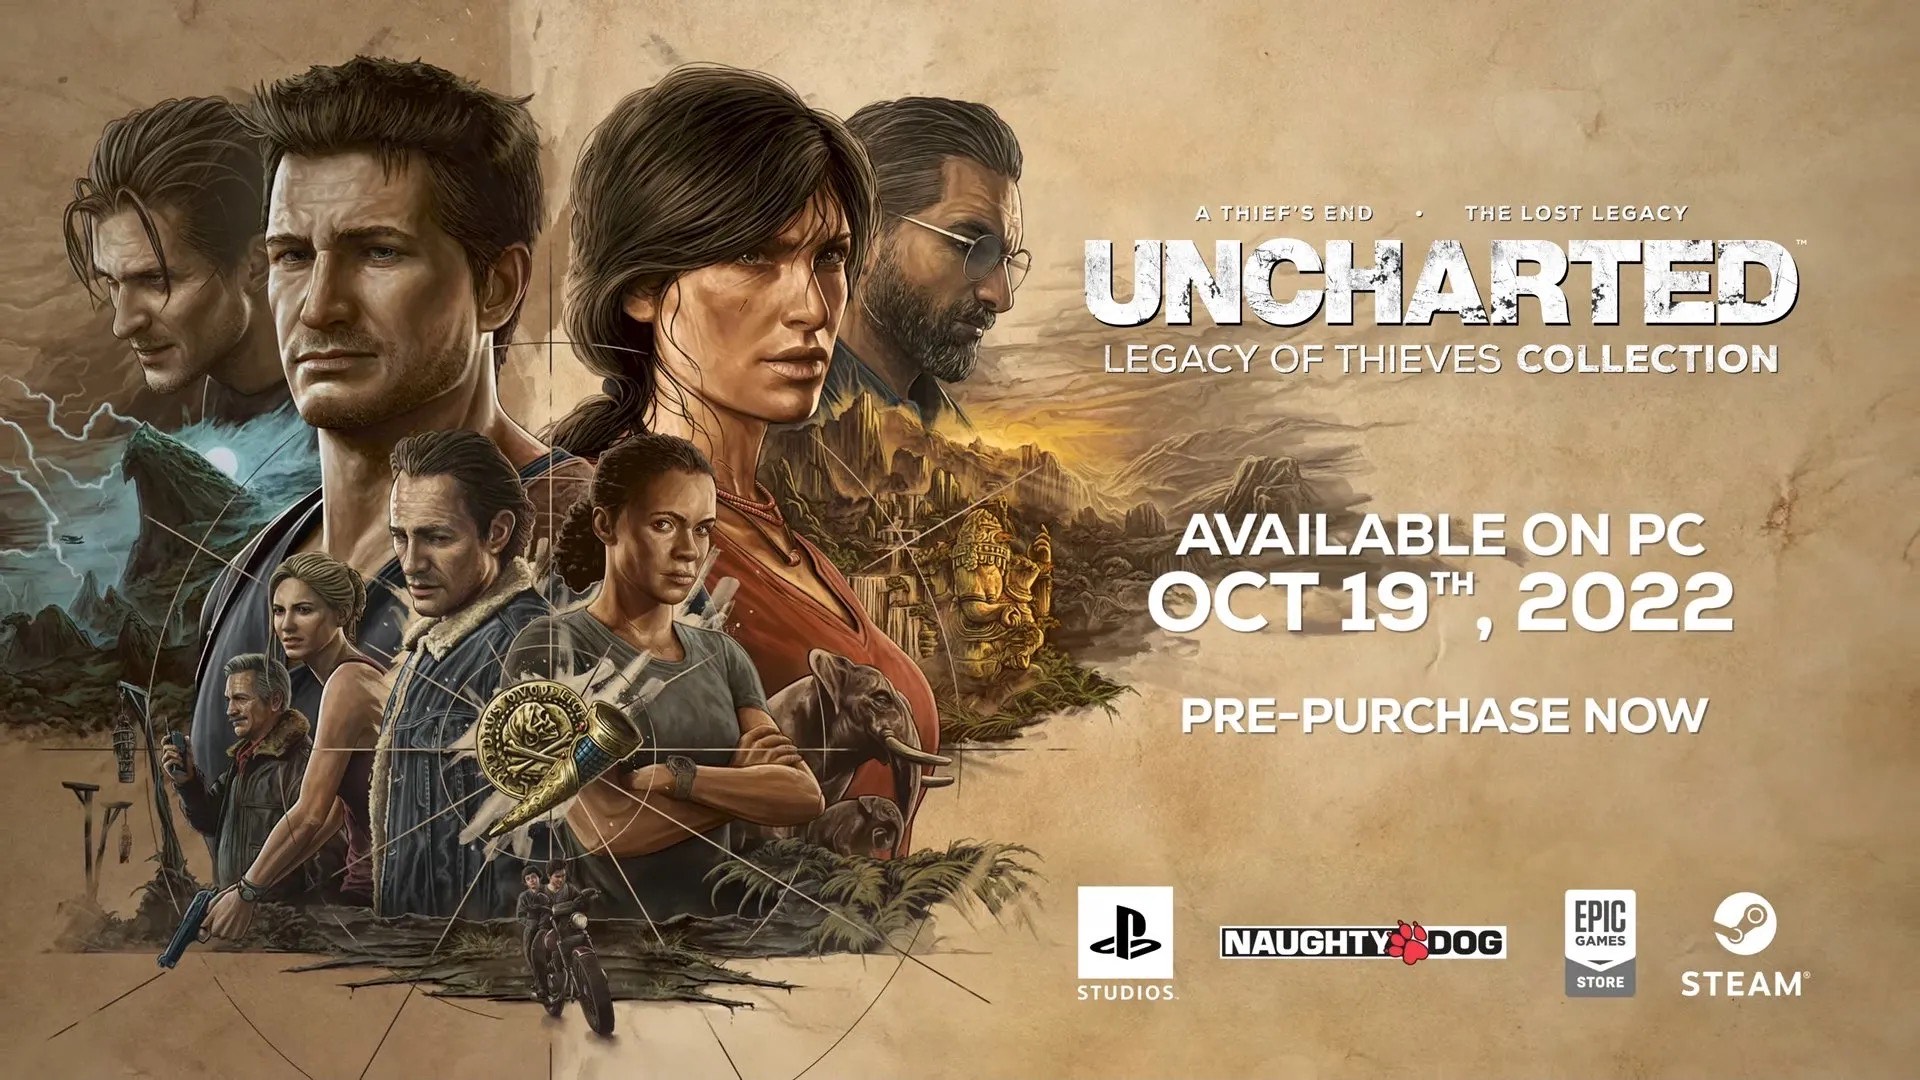 A THIEF'S END • THE LOST LEGACY
UNCHARTED™
LEGACY OF THIEVES COLLECTION
AVAILABLE ON PC
OCT 19TH, 2022
PRE-PURCHASE NOW
STUDIOS
NAUGHTY DOG
EPIC
GAMES
STORE
STEAM®